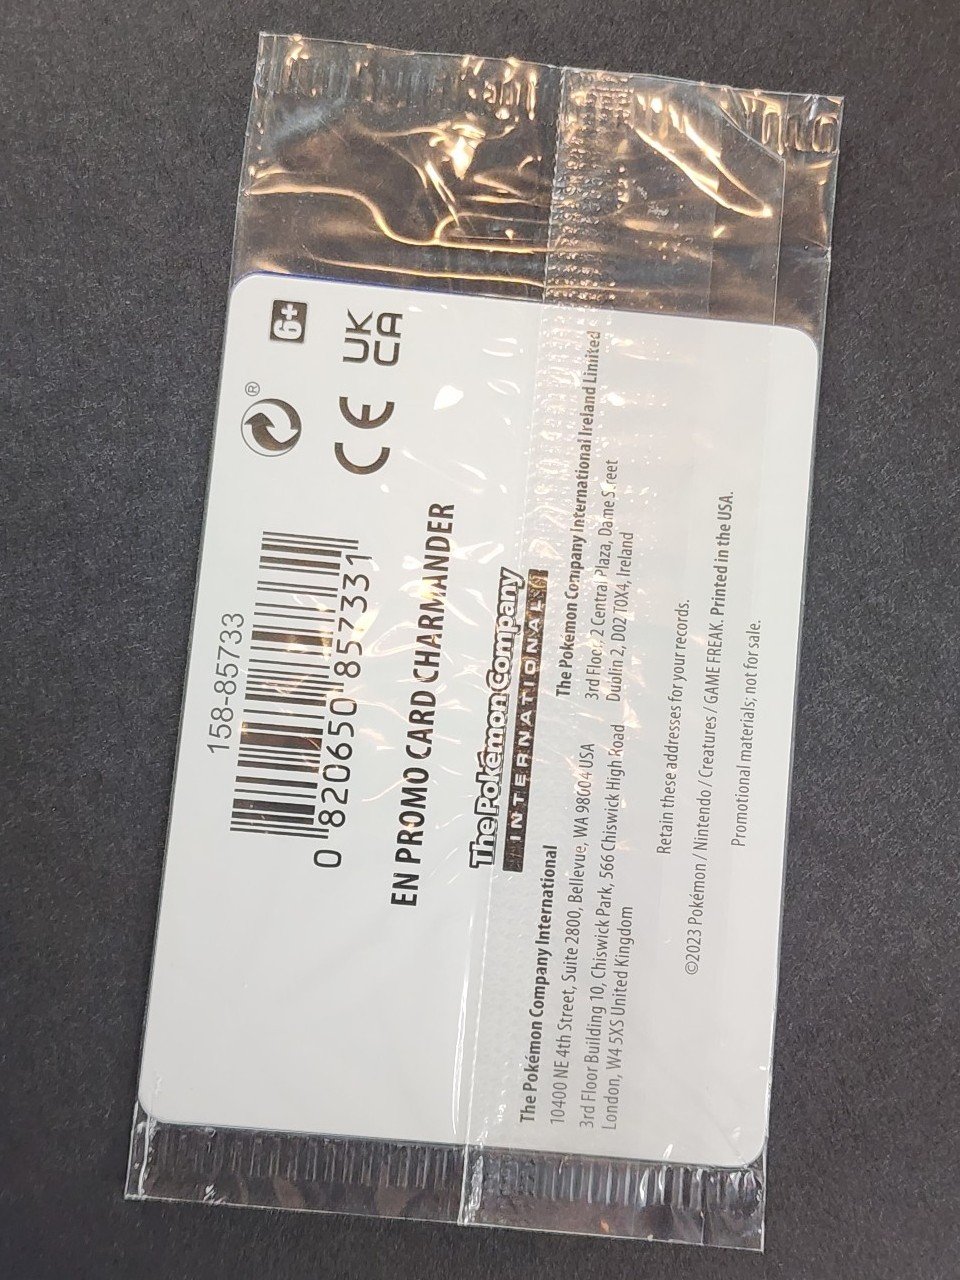 158-85733
0 820650 857331
6+
®
CE
UK
CA
EN PROMO CARD CHARMANDER
The Pokémon Company
INTERNATIONAL
The Pokémon Company International
10400 NE 4th Street, Suite 2800, Bellevue, WA 98004 USA
3rd Floor Building 10, Chiswick Park, 566 Chiswick High Road
London, W4 5XS United Kingdom
The Pokemon Company International Ireland Limited
3rd Floor, 2 Central Plaza, Dame Street
Dublin 2, D02 T0X4, Ireland
Retain these addresses for your records.
©2023 Pokémon / Nintendo / Creatures / GAME FREAK. Printed in the USA.
Promotional materials; not for sale.